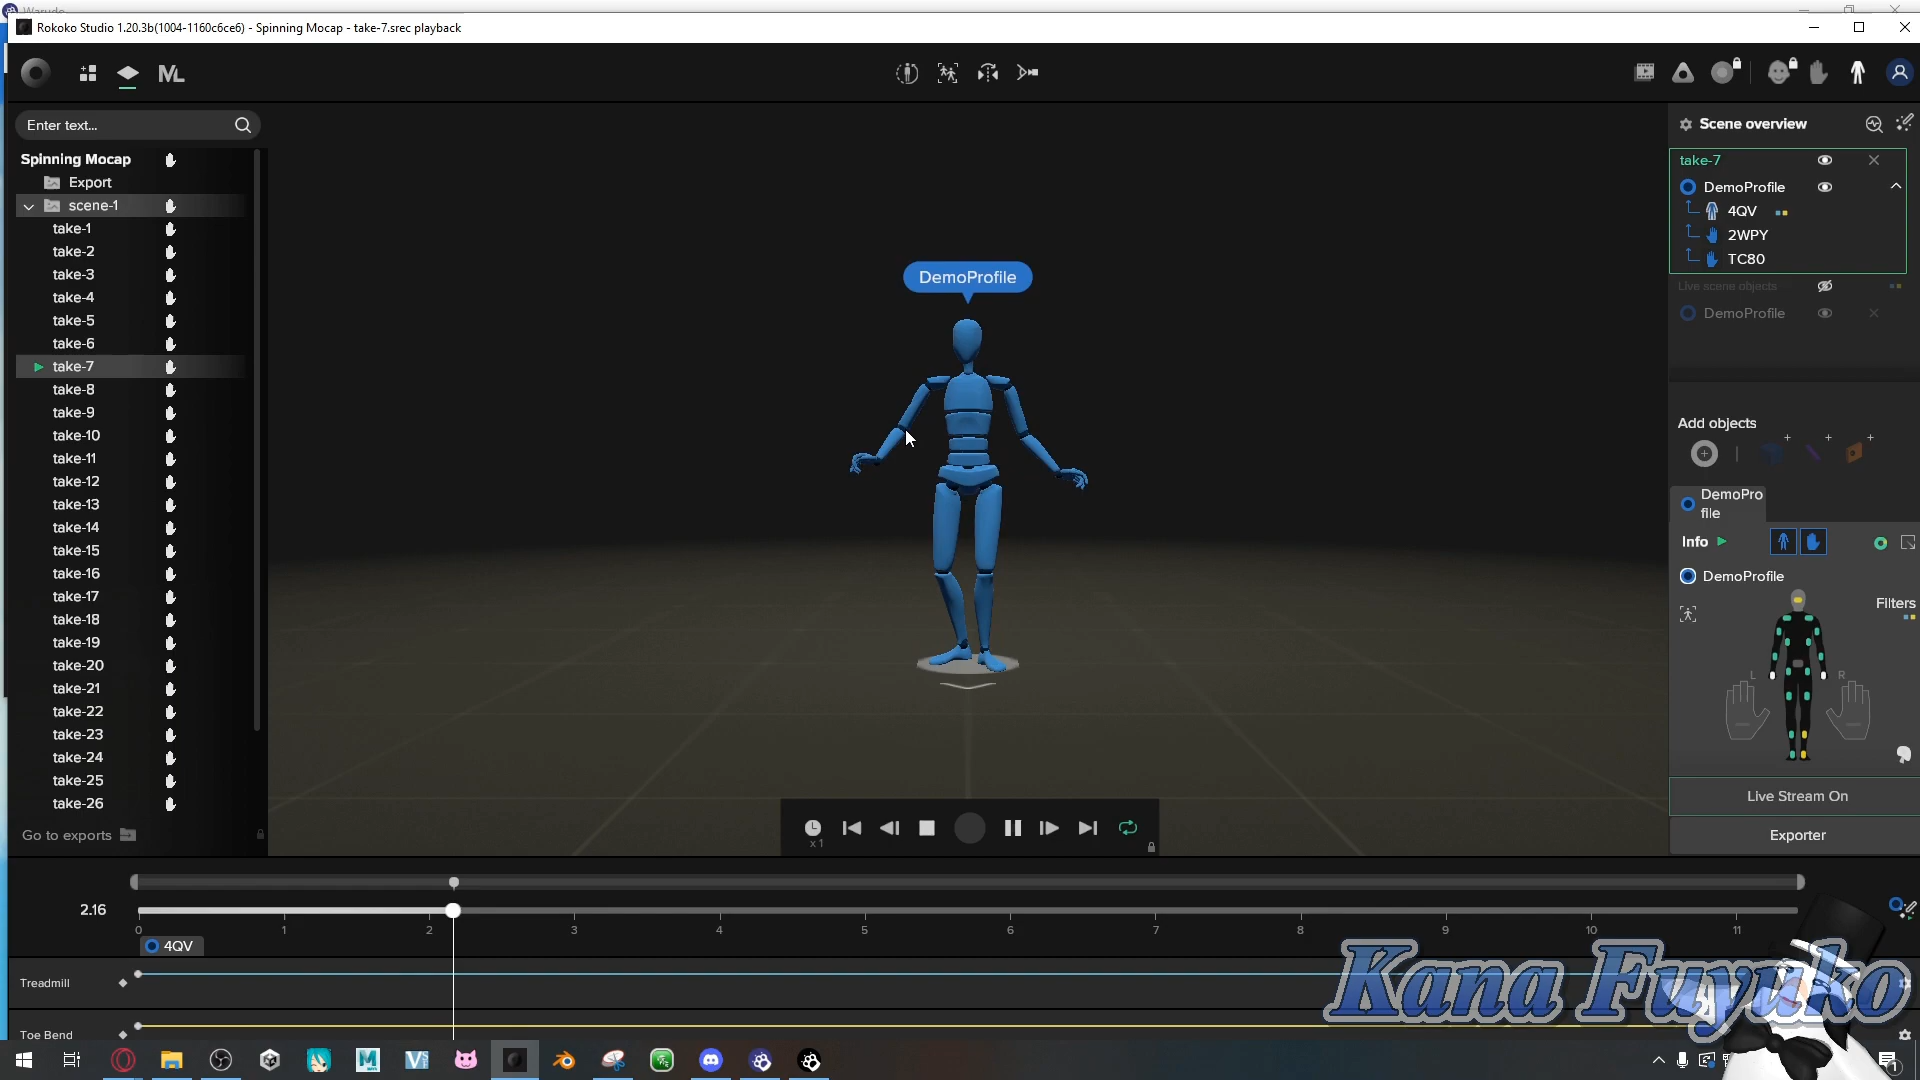 Warudo
Rokoko Studio 1.20.3b(1004-1160c6ce6) - Spinning Mocap - take-7.srec playback
ML
Enter text...
Spinning Mocap
Export
scene-1
take-1
take-2
take-3
take-4
take-5
take-6
take-7
take-8
take-9
take-10
take-11
take-12
take-13
take-14
take-15
take-16
take-17
take-18
take-19
take-20
take-21
take-22
take-23
take-24
take-25
take-26
Go to exports
DemoProfile
x 1
Scene overview
take-7
DemoProfile
4QV
2WPY
TC80
Live scene objects
DemoProfile
Add objects
DemoPro
file
Info
DemoProfile
Filters
L
R
Live Stream On
Exporter
2.16
0 1 2 3 4 5 6 7 8 9 10 11
4QV
Treadmill
Toe Bend
Kana Fuyuko